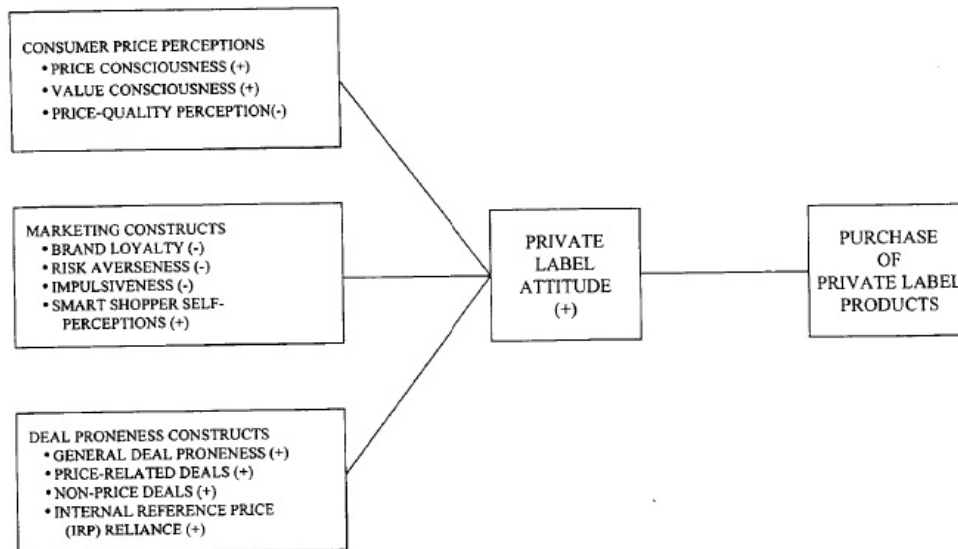 CONSUMER PRICE PERCEPTIONS
• PRICE CONSCIOUSNESS (+)
• VALUE CONSCIOUSNESS (+)
• PRICE-QUALITY PERCEPTION(-)
MARKETING CONSTRUCTS
• BRAND LOYALTY (-)
• RISK AVERSENESS (-)
• IMPULSIVENESS (-)
• SMART SHOPPER SELF-
PERCEPTIONS (+)
DEAL PRONENESS CONSTRUCTS
• GENERAL DEAL PRONENESS (+)
• PRICE-RELATED DEALS (+)
• NON-PRICE DEALS (+)
• INTERNAL REFERENCE PRICE
(IRP) RELIANCE (+)
PRIVATE
LABEL
ATTITUDE
(+)
PURCHASE
OF
PRIVATE LABEL
PRODUCTS